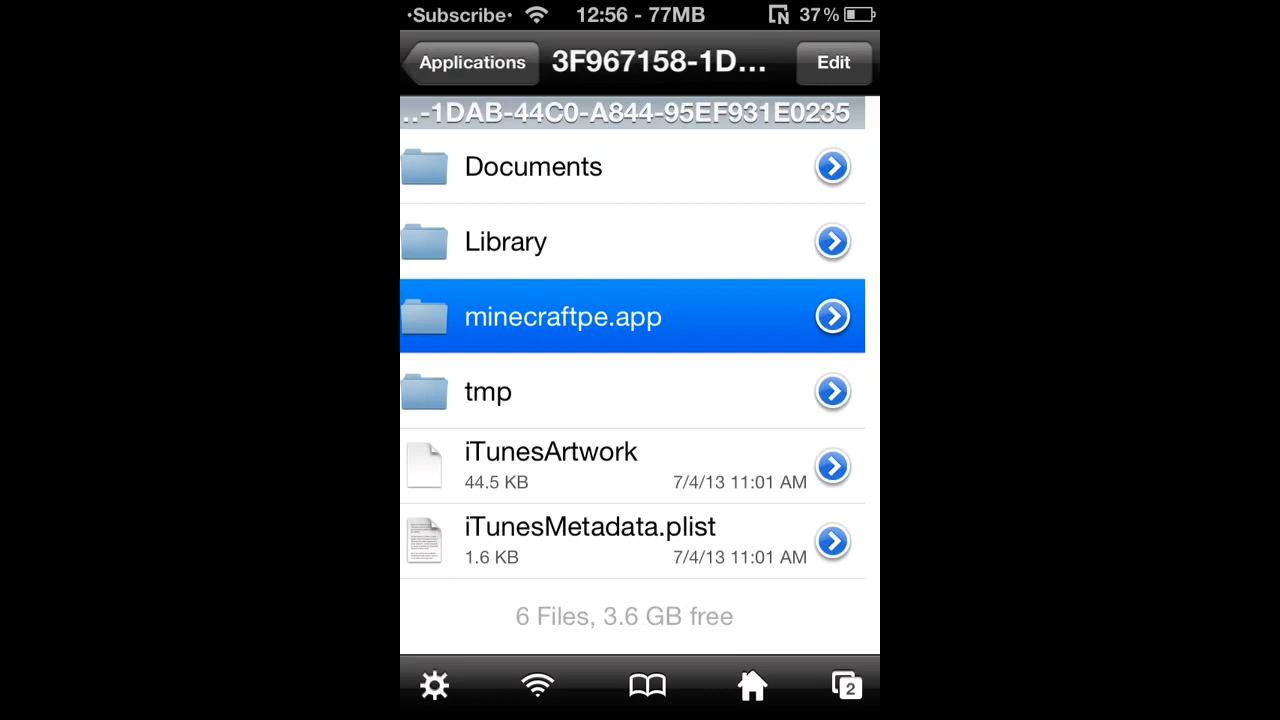 ·Subscribe· 12:56 - 77MB N 37%
Applications 3F967158-1D... Edit
..-1DAB-44C0-A844-95EF931E0235
Documents
Library
minecraftpe.app
tmp
iTunesArtwork
44.5 KB 7/4/13 11:01 AM
iTunesMetadata.plist
1.6 KB 7/4/13 11:01 AM
6 Files, 3.6 GB free
2